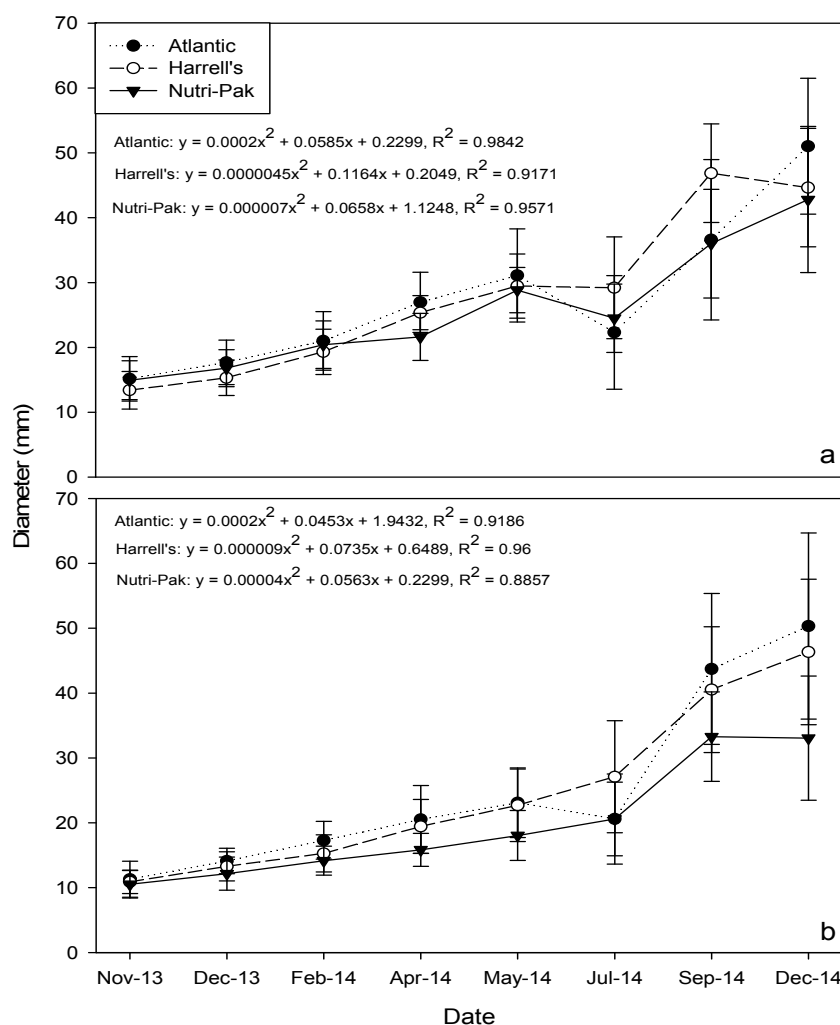 70
60
50
40
30
20
10
0
Atlantic
Harrell's
Nutri-Pak
Atlantic: y = 0.0002x² + 0.0585x + 0.2299, R² = 0.9842
Harrell's: y = 0.0000045x² + 0.1164x + 0.2049, R² = 0.9171
Nutri-Pak: y = 0.000007x² + 0.0658x + 1.1248, R² = 0.9571
a
Diameter (mm)
70
60
50
40
30
20
10
0
Atlantic: y = 0.0002x² + 0.0453x + 1.9432, R² = 0.9186
Harrell's: y = 0.000009x² + 0.0735x + 0.6489, R² = 0.96
Nutri-Pak: y = 0.00004x² + 0.0563x + 0.2299, R² = 0.8857
b
Nov-13 Dec-13 Feb-14 Apr-14 May-14 Jul-14 Sep-14 Dec-14
Date